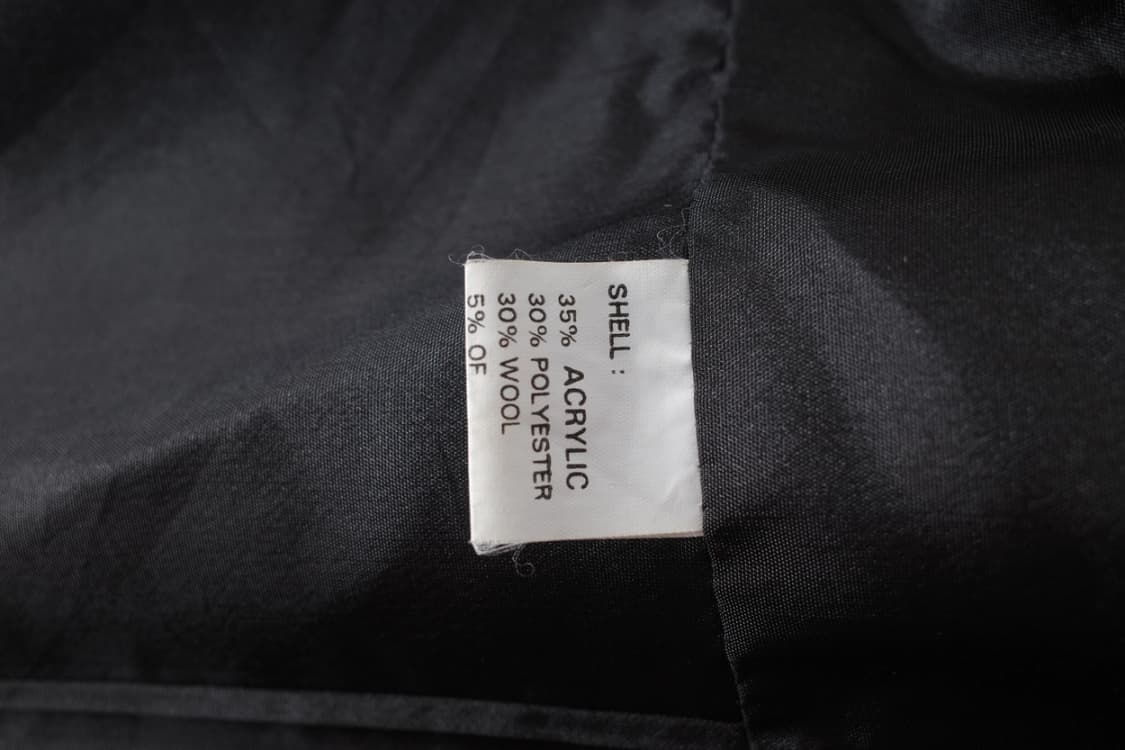 SHELL :
35% ACRYLIC
30% POLYESTER
30% WOOL
5% OF